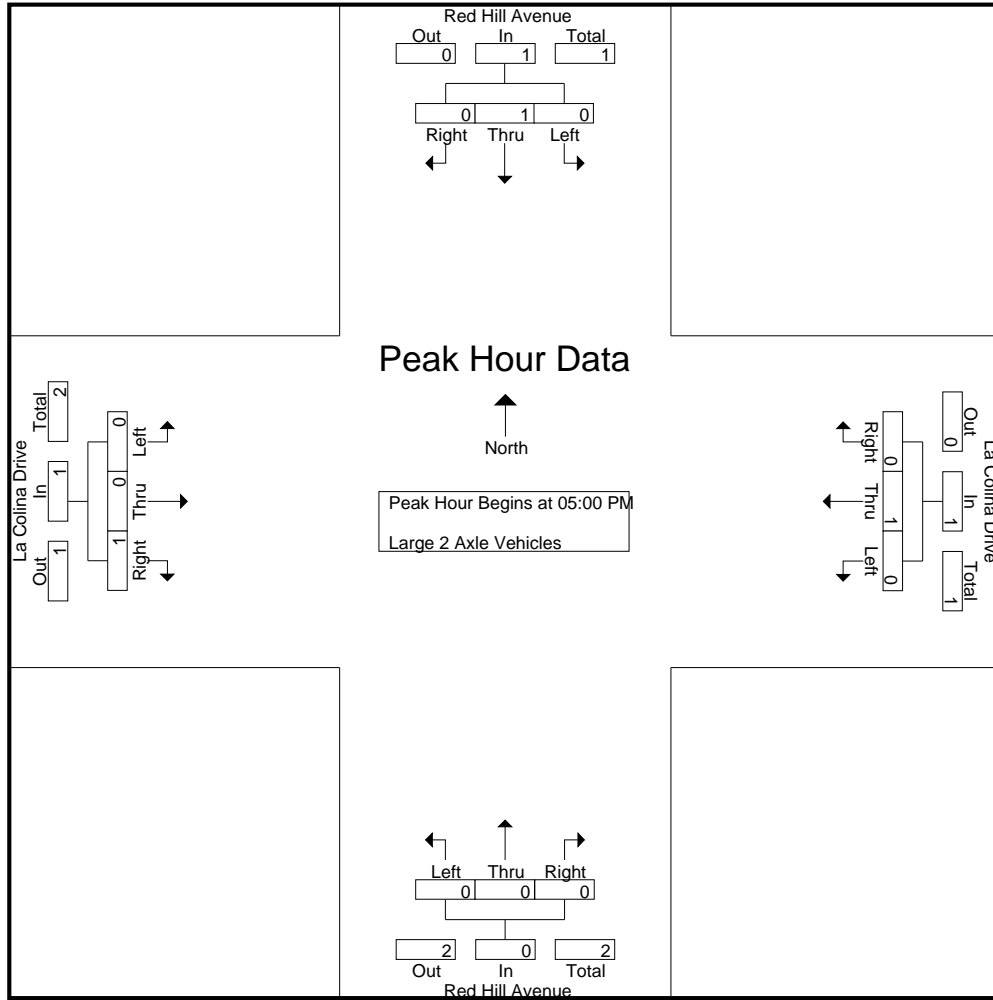 Red Hill Avenue
Out In Total
0 1 1
0 1 0
Right Thru Left
Peak Hour Data
North
Peak Hour Begins at 05:00 PM
Large 2 Axle Vehicles
La Colina Drive
Total In Out
2 1 1
0 0 1
Left Thru Right
La Colina Drive
Out In Total
0 1 1
0 1 0
Right Thru Left
Left Thru Right
0 0 0
2 0 2
Out In Total
Red Hill Avenue